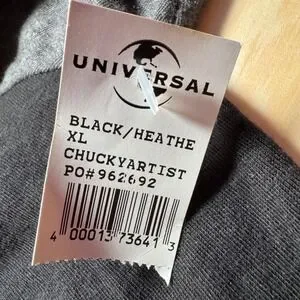 UNIVERSAL
BLACK/HEATHE
XL
CHUCKYARTIST
PO#962692
4 00013 73641 3